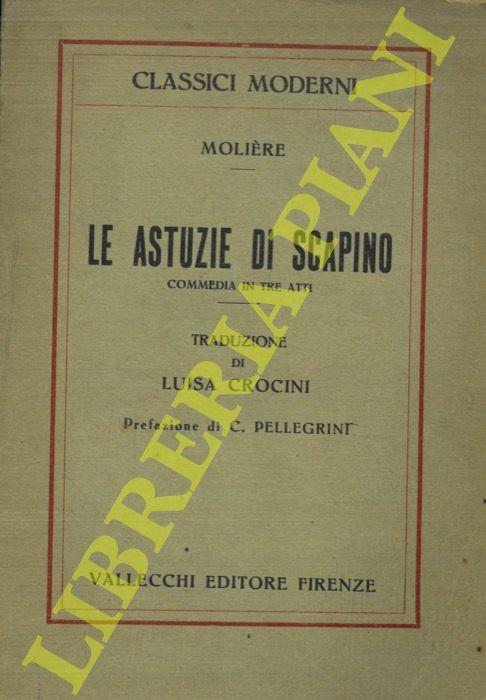 CLASSICI MODERNI
MOLIÈRE
LE ASTUZIE DI SCAPINO
COMMEDIA IN TRE ATTI
TRADUZIONE
DI
LUISA CROCINI
Prefazione di C. PELLEGRINI
VALLECCHI EDITORE FIRENZE
LIBRERIA PIANI